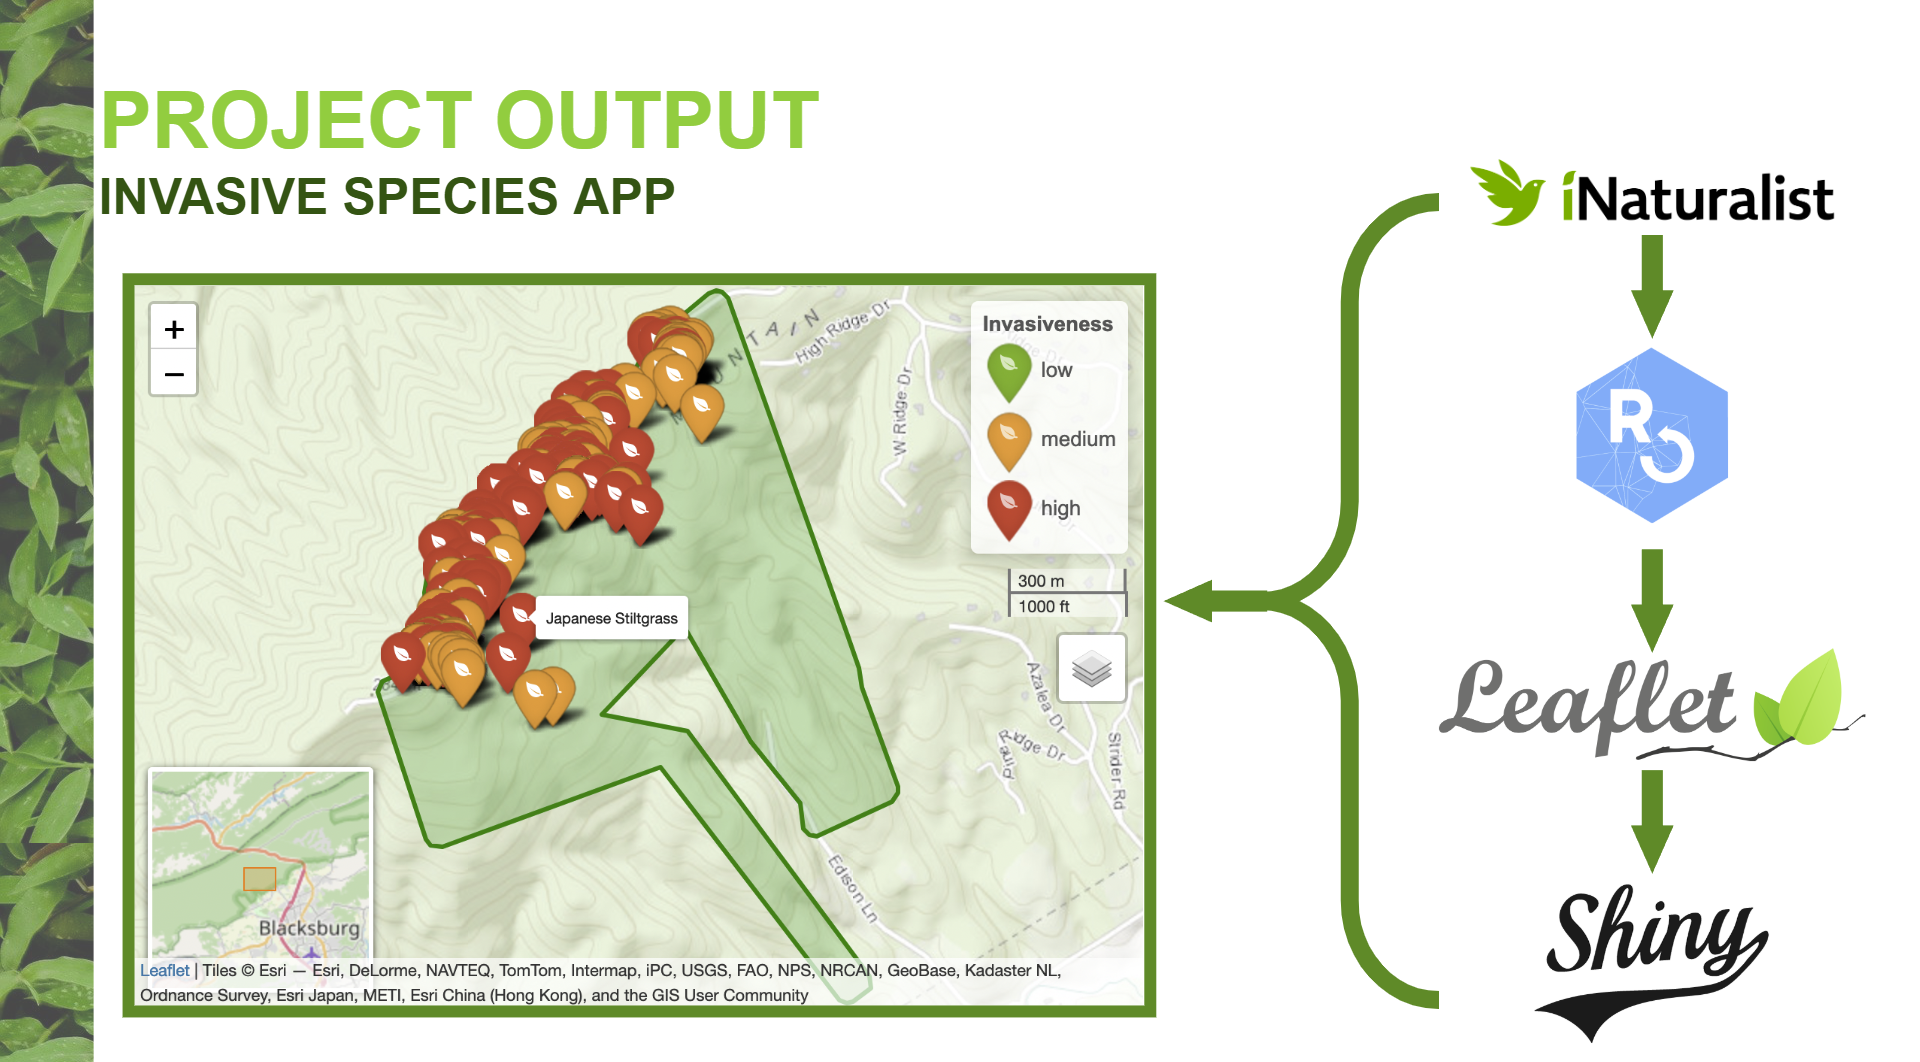 PROJECT OUTPUT
INVASIVE SPECIES APP
+
−
MOUNTAIN
High Ridge Dr
W Ridge Dr
Invasiveness
low
medium
high
300 m
1000 ft
Japanese Stiltgrass
Azalea Dr
Ridge Dr
Strider Rd
Edison Ln
Blacksburg
Leaflet | Tiles © Esri — Esri, DeLorme, NAVTEQ, TomTom, Intermap, iPC, USGS, FAO, NPS, NRCAN, GeoBase, Kadaster NL,
Ordnance Survey, Esri Japan, METI, Esri China (Hong Kong), and the GIS User Community
iNaturalist
R
Leaflet
Shiny